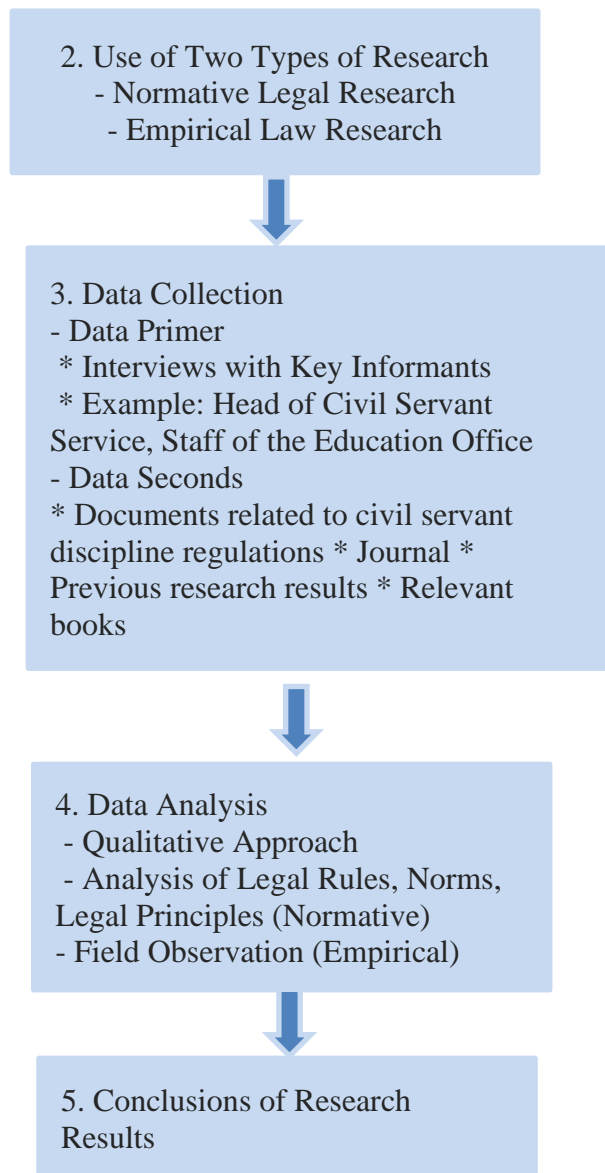 2. Use of Two Types of Research
- Normative Legal Research
- Empirical Law Research
3. Data Collection
- Data Primer
* Interviews with Key Informants
* Example: Head of Civil Servant
Service, Staff of the Education Office
- Data Seconds
* Documents related to civil servant
discipline regulations * Journal *
Previous research results * Relevant
books
4. Data Analysis
- Qualitative Approach
- Analysis of Legal Rules, Norms,
Legal Principles (Normative)
- Field Observation (Empirical)
5. Conclusions of Research
Results